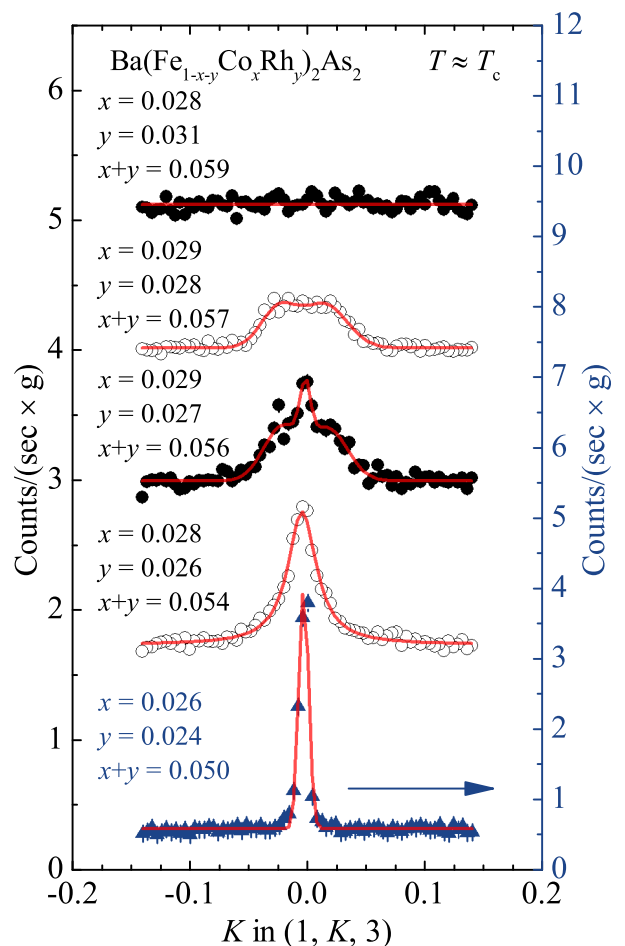 Ba(Fe₁₋ₓ₋yCoₓRhy)₂As₂ T ≈ Tc
x = 0.028
y = 0.031
x+y = 0.059
x = 0.029
y = 0.028
x+y = 0.057
x = 0.029
y = 0.027
x+y = 0.056
x = 0.028
y = 0.026
x+y = 0.054
x = 0.026
y = 0.024
x+y = 0.050
Counts/(sec × g)
6
5
4
3
2
1
0
Counts/(sec × g)
12
11
10
9
8
7
6
5
4
3
2
1
0
-0.2 -0.1 0.0 0.1 0.2
K in (1, K, 3)